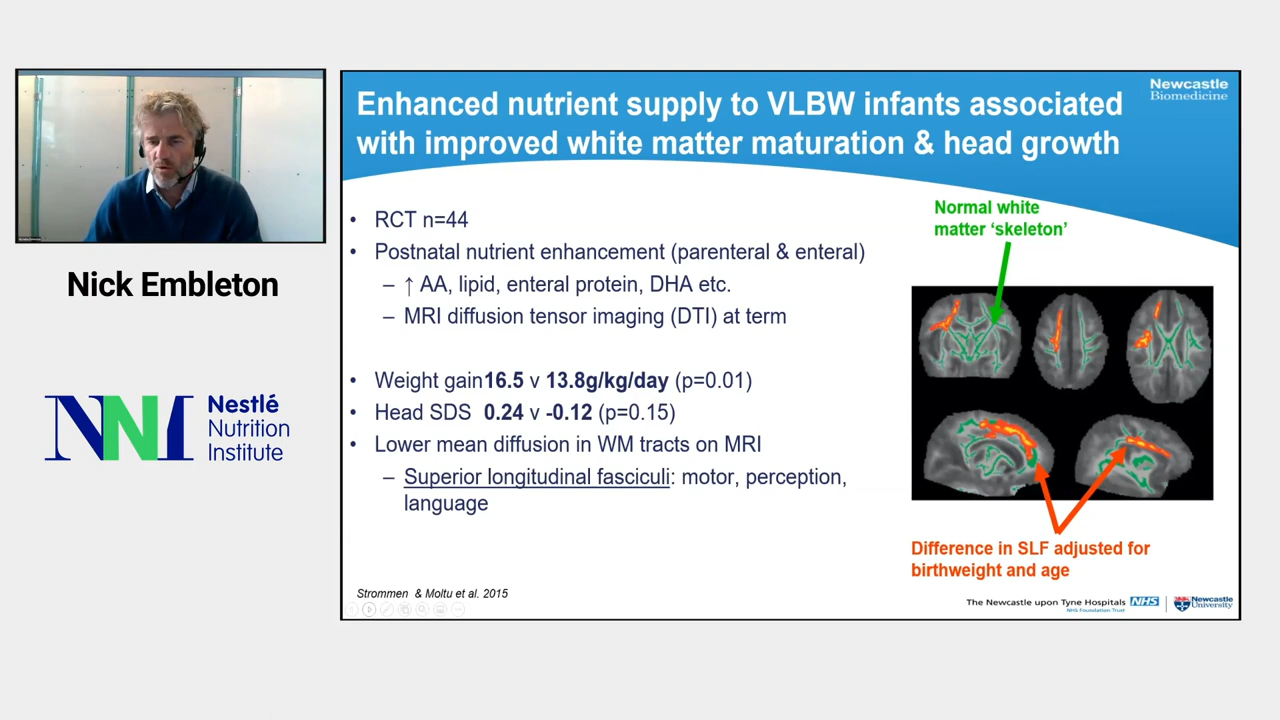 Enhanced nutrient supply to VLBW infants associated
with improved white matter maturation & head growth
Newcastle
Biomedicine
• RCT n=44
• Postnatal nutrient enhancement (parenteral & enteral)
– ↑ AA, lipid, enteral protein, DHA etc.
– MRI diffusion tensor imaging (DTI) at term
• Weight gain16.5 v 13.8g/kg/day (p=0.01)
• Head SDS 0.24 v -0.12 (p=0.15)
• Lower mean diffusion in WM tracts on MRI
– Superior longitudinal fasciculi: motor, perception,
language
Normal white
matter ‘skeleton’
Difference in SLF adjusted for
birthweight and age
Strommen & Moltu et al. 2015
The Newcastle upon Tyne Hospitals NHS
NHS Foundation Trust
Newcastle
University
Nick Embleton
NNI
Nestlé
Nutrition
Institute